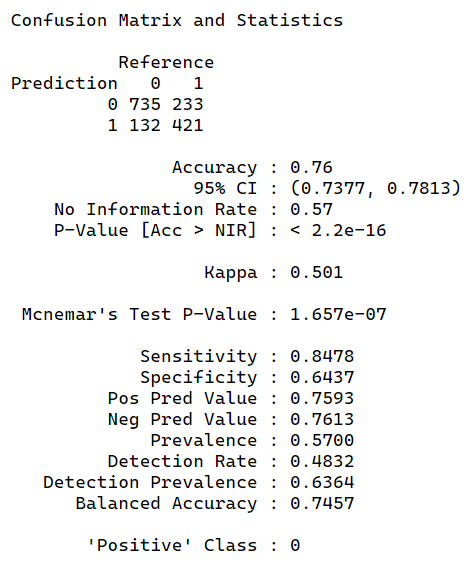 Confusion Matrix and Statistics
Reference
Prediction 0 1
0 735 233
1 132 421
Accuracy : 0.76
95% CI : (0.7377, 0.7813)
No Information Rate : 0.57
P-Value [Acc > NIR] : < 2.2e-16
Kappa : 0.501
Mcnemar's Test P-Value : 1.657e-07
Sensitivity : 0.8478
Specificity : 0.6437
Pos Pred Value : 0.7593
Neg Pred Value : 0.7613
Prevalence : 0.5700
Detection Rate : 0.4832
Detection Prevalence : 0.6364
Balanced Accuracy : 0.7457
'Positive' Class : 0